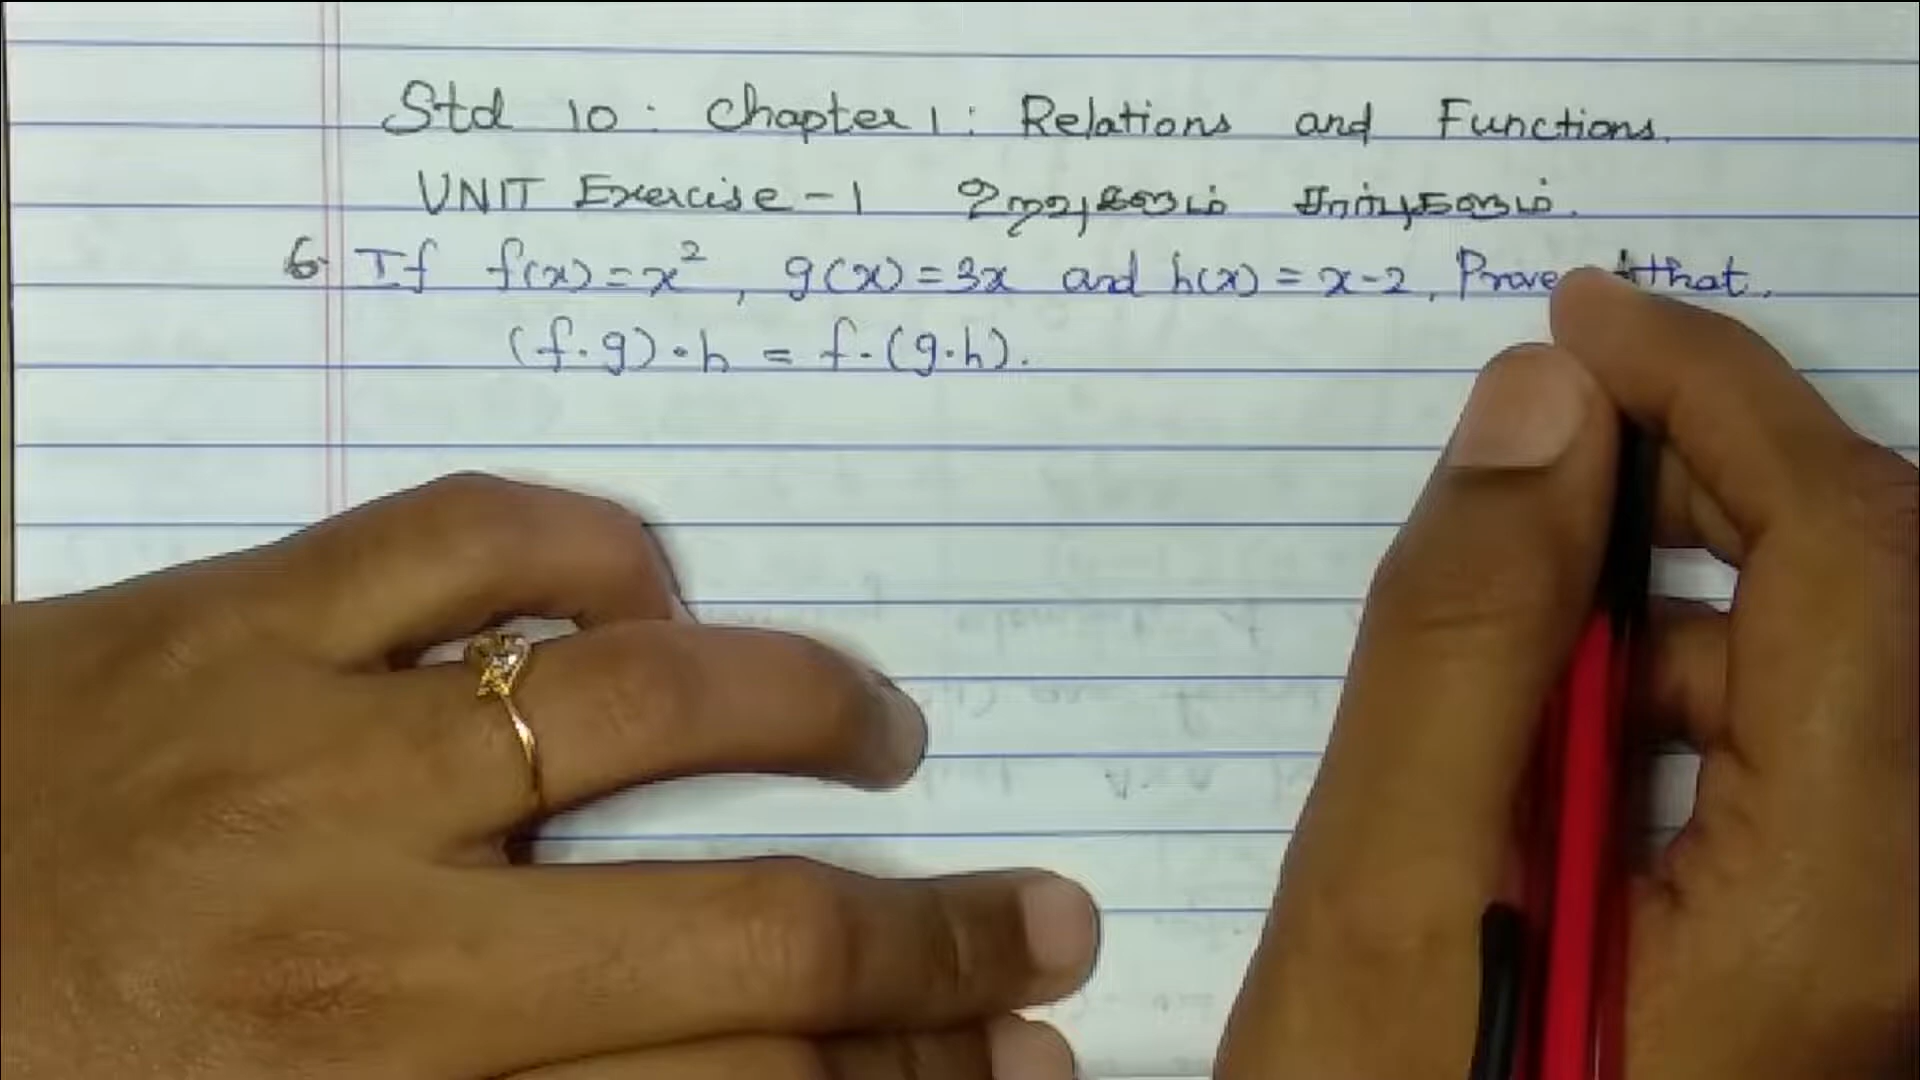 Std 10 : Chapter 1 : Relations and Functions.
UNIT Exercise - 1 உறவுகளும் சார்புகளும்.
6. If f(x) = x², g(x) = 3x and h(x) = x-2, Prove that.
(f.g).h = f.(g.h).